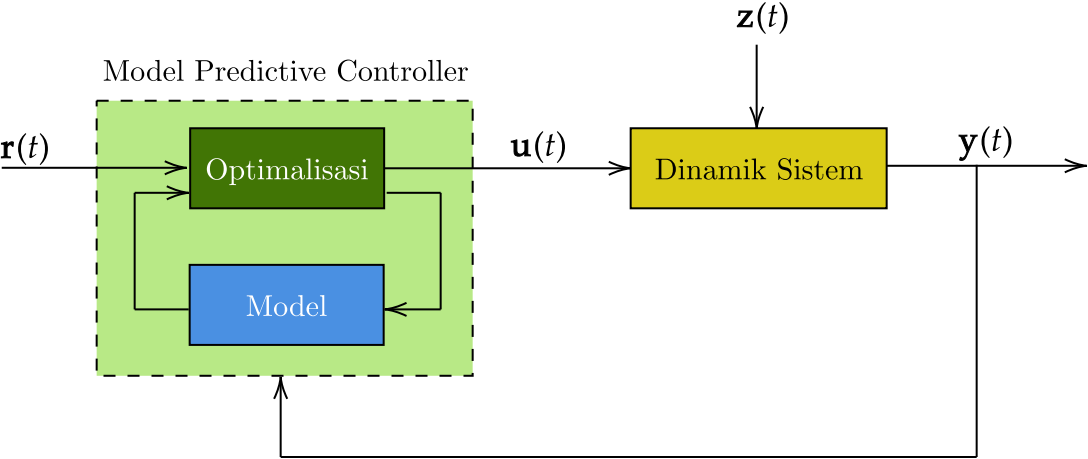 z(t)
Model Predictive Controller
r(t)
Optimalisasi
u(t)
Dinamik Sistem
y(t)
Model